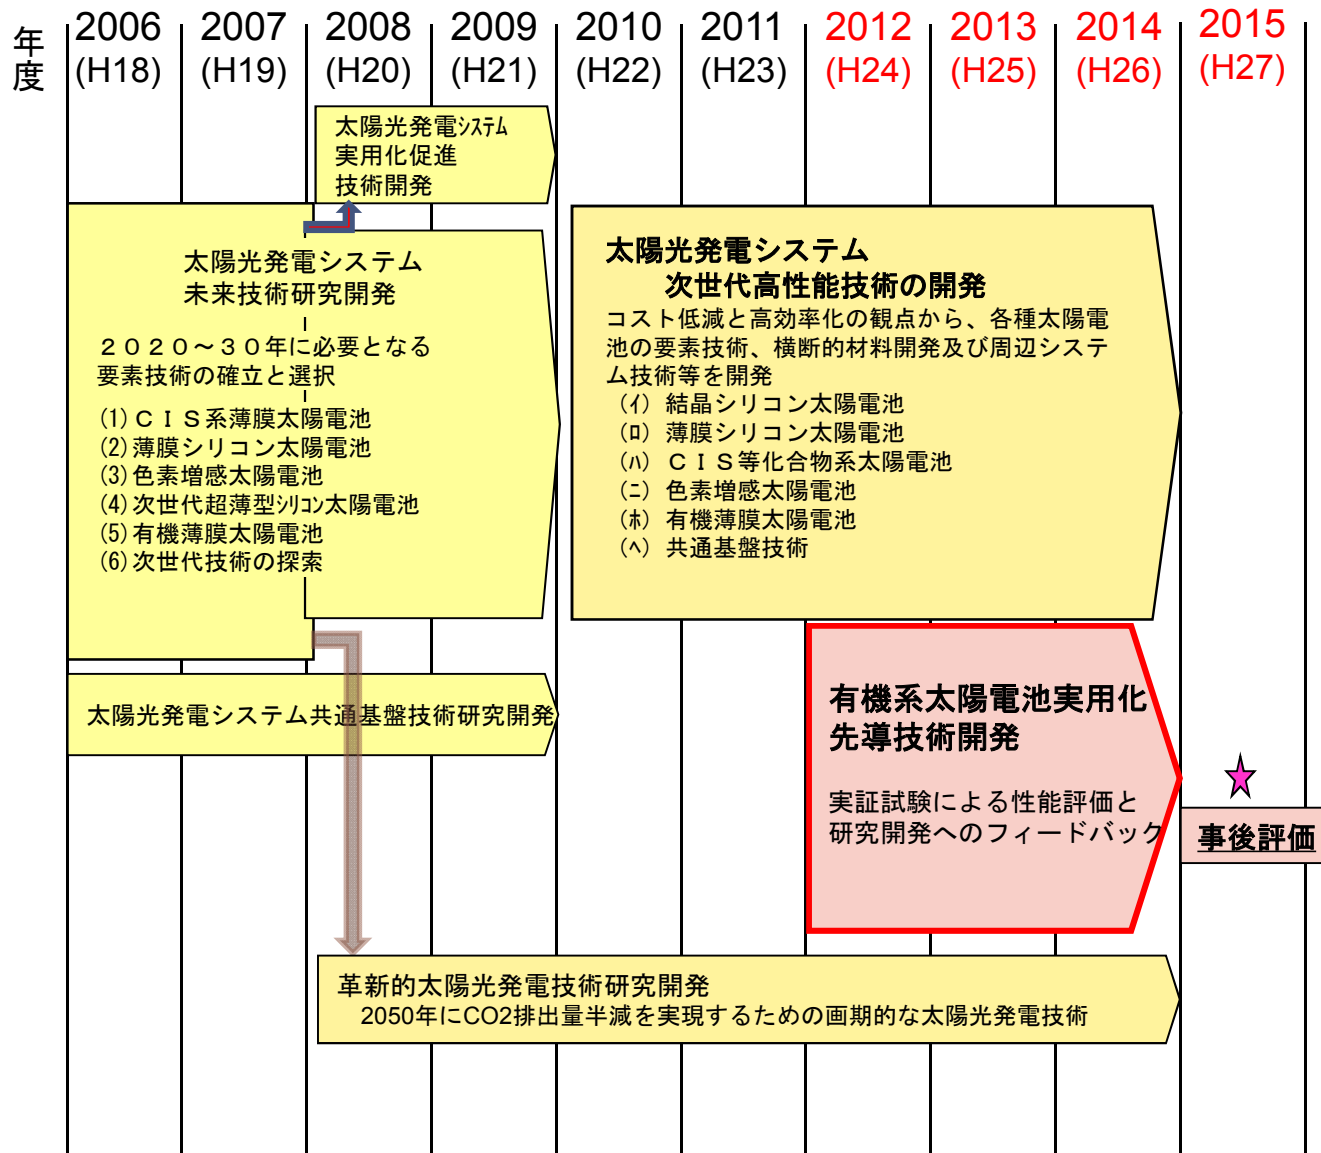 年度
2006 2007 2008 2009 2010 2011 2012 2013 2014 2015
(H18) (H19) (H20) (H21) (H22) (H23) (H24) (H25) (H26) (H27)
太陽光発電ｼｽﾃﾑ
実用化促進
技術開発
太陽光発電システム
未来技術研究開発
２０２０～３０年に必要となる
要素技術の確立と選択
(1)ＣＩＳ系薄膜太陽電池
(2)薄膜シリコン太陽電池
(3)色素増感太陽電池
(4)次世代超薄型ｼﾘｺﾝ太陽電池
(5)有機薄膜太陽電池
(6)次世代技術の探索
太陽光発電システム
次世代高性能技術の開発
コスト低減と高効率化の観点から、各種太陽電
池の要素技術、横断的材料開発及び周辺システ
ム技術等を開発
(ｲ) 結晶シリコン太陽電池
(ﾛ) 薄膜シリコン太陽電池
(ﾊ) ＣＩＳ等化合物系太陽電池
(ﾆ) 色素増感太陽電池
(ﾎ) 有機薄膜太陽電池
(ﾍ) 共通基盤技術
太陽光発電システム共通基盤技術研究開発
有機系太陽電池実用化
先導技術開発
実証試験による性能評価と
研究開発へのフィードバック
事後評価
革新的太陽光発電技術研究開発
2050年にCO2排出量半減を実現するための画期的な太陽光発電技術